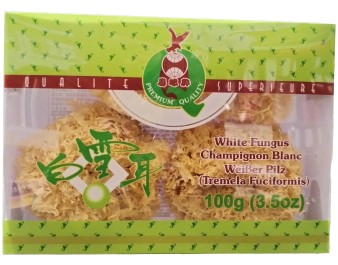 PREMIUM QUALITY
QUALITE SUPERIEURE
白雪耳
White Fungus
Champignon Blanc
Weißer Pilz
(Tremela Fuciformis)
100g (3.5oz)